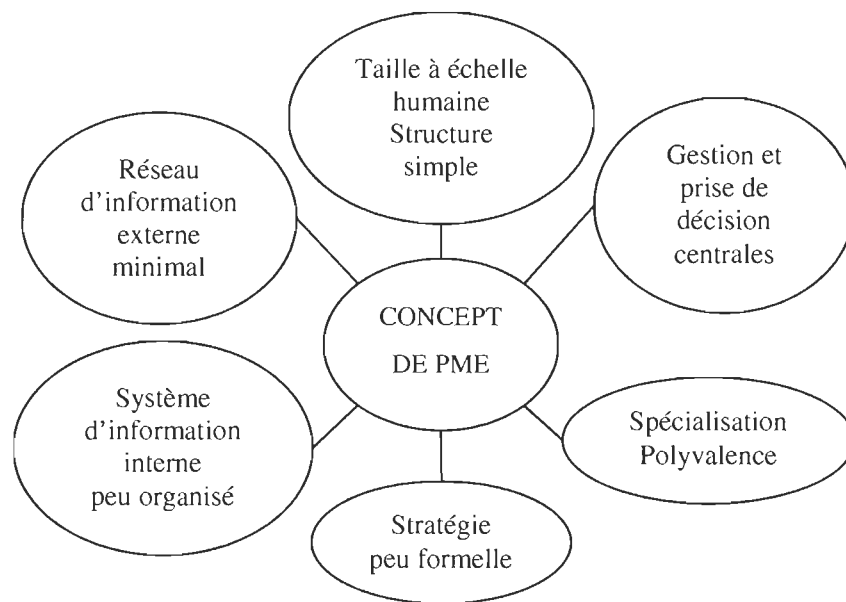 Taille à échelle
humaine
Structure
simple
Réseau
d'information
externe
minimal
Gestion et
prise de
décision
centrales
CONCEPT
DE PME
Système
d'information
interne
peu organisé
Spécialisation
Polyvalence
Stratégie
peu formelle